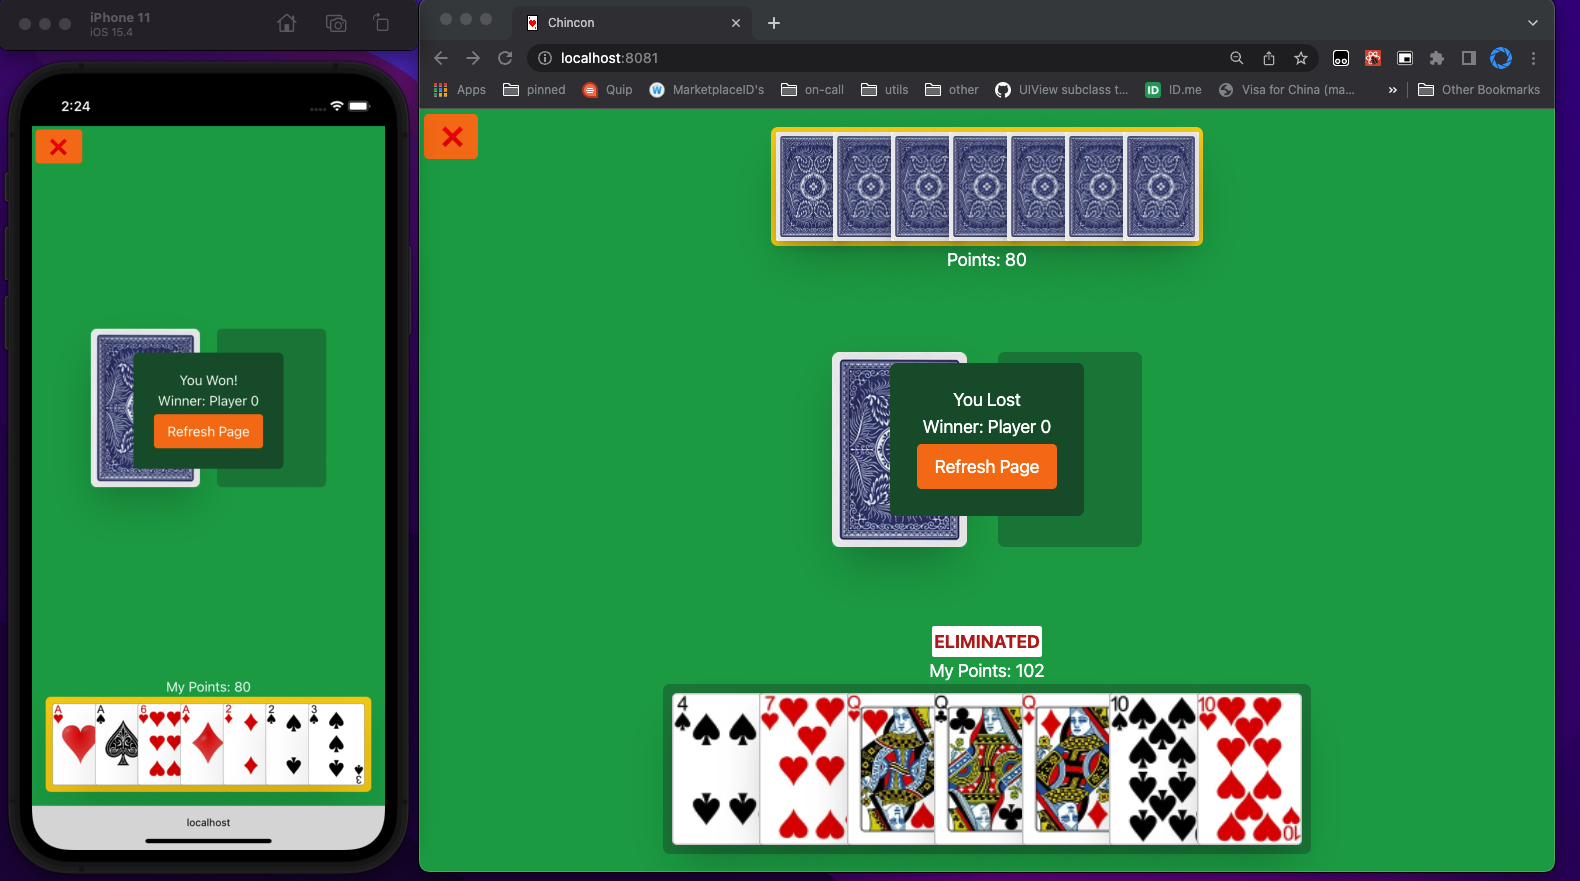 iPhone 11
iOS 15.4
2:24
You Won!
Winner: Player 0
Refresh Page
My Points: 80
A A 6 A 2 2 3
3
localhost
Chincon
localhost:8081
Apps pinned Quip MarketplaceID's on-call utils other UIView subclass t... ID ID.me Visa for China (ma... » Other Bookmarks
Points: 80
You Lost
Winner: Player 0
Refresh Page
ELIMINATED
My Points: 102
4 7 Q Q Q 10 10
10